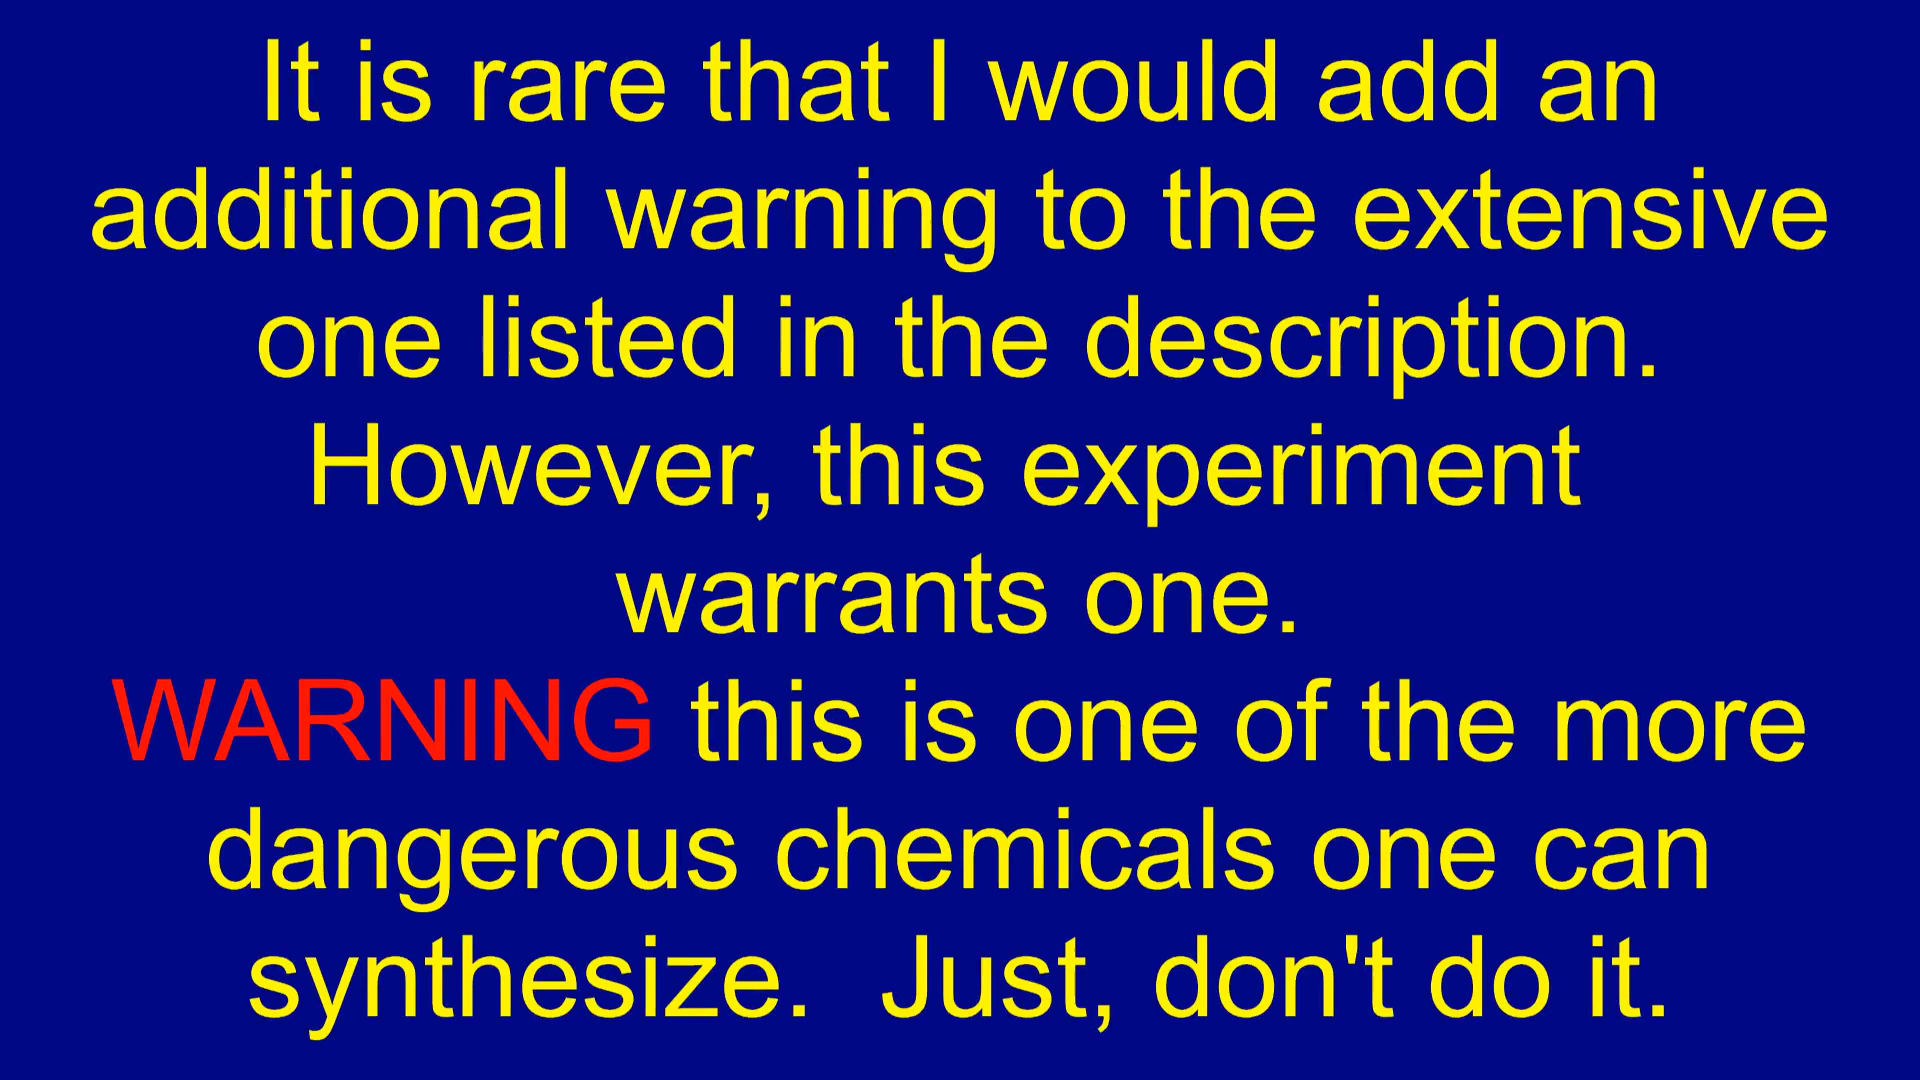 It is rare that I would add an
additional warning to the extensive
one listed in the description.
However, this experiment
warrants one.
WARNING this is one of the more
dangerous chemicals one can
synthesize.  Just, don't do it.